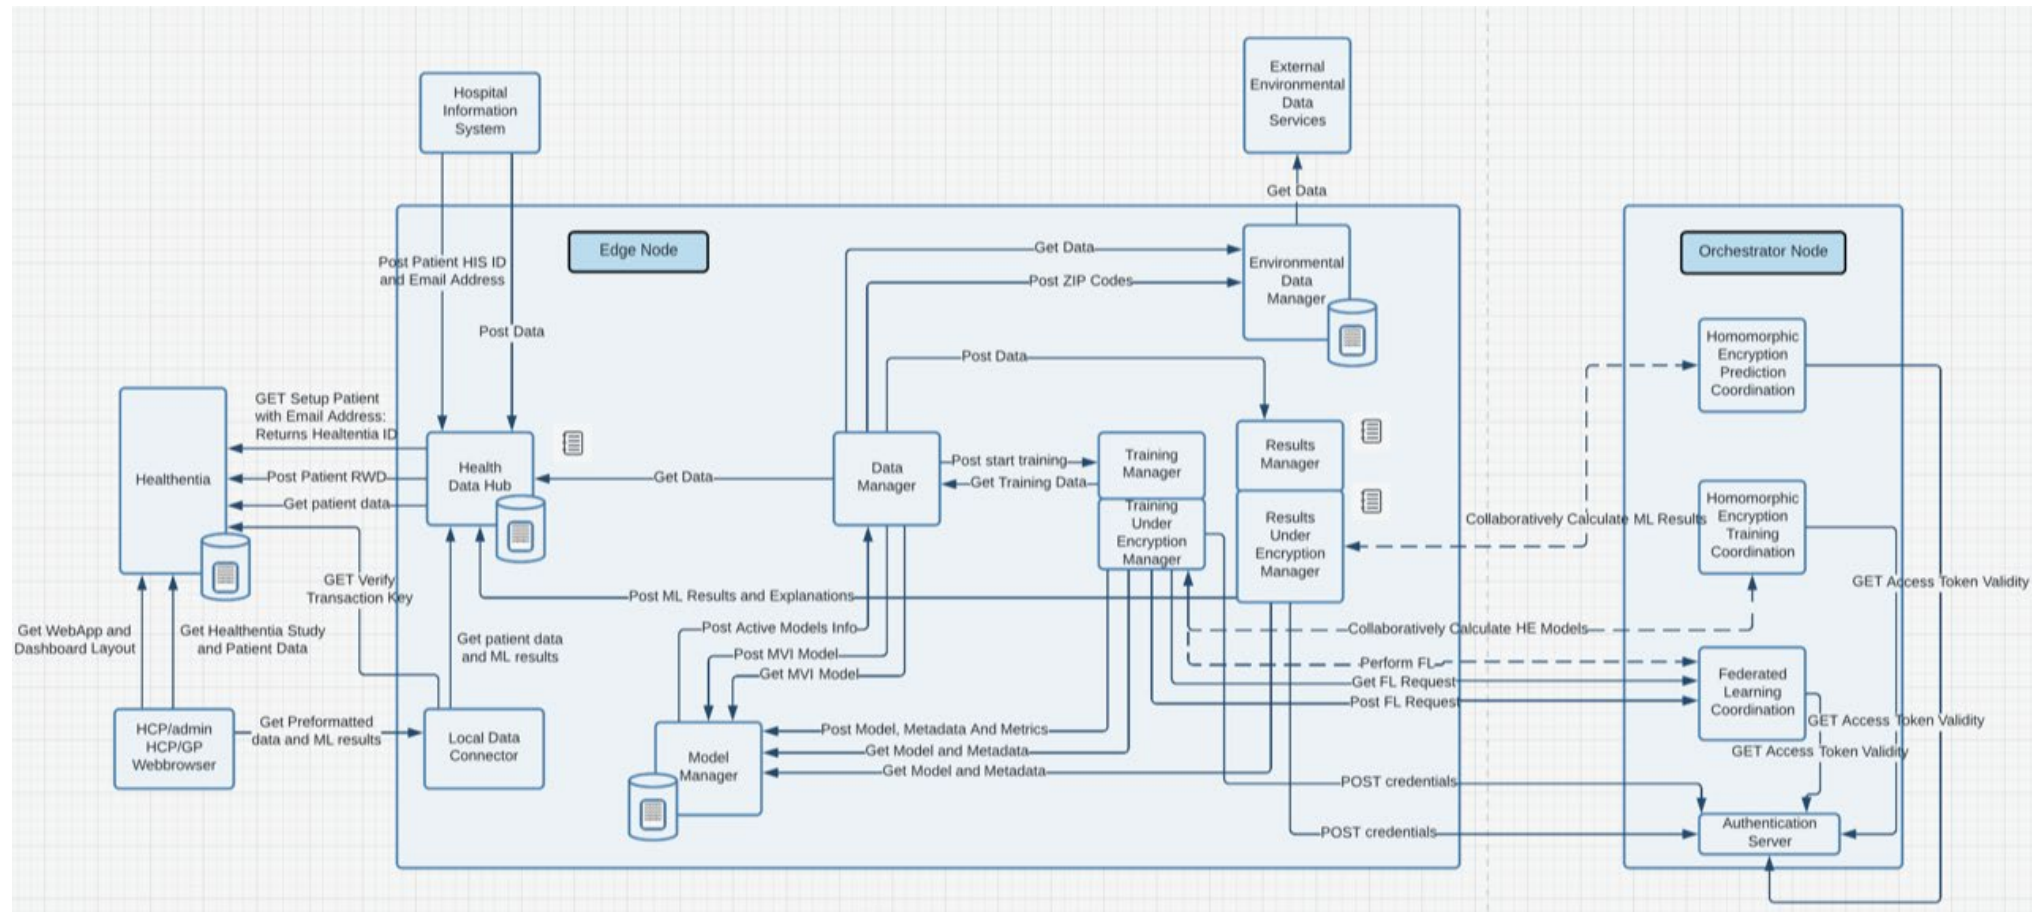 External
Environmental
Data
Services
Hospital
Information
System
Get Data
Edge Node
Orchestrator Node
Get Data
Environmental
Data
Manager
Post Patient HIS ID
and Email Address
Post ZIP Codes
Post Data
Post Data
Homomorphic
Encryption
Prediction
Coordination
GET Setup Patient
with Email Address:
Returns Healtentia ID
Healthentia
Post Patient RWD
Get patient data
Health
Data Hub
Get Data
Data
Manager
Post start training
Get Training Data
Training
Manager
Training
Under
Encryption
Manager
Results
Manager
Results
Under
Encryption
Manager
Collaboratively Calculate ML Results
Homomorphic
Encryption
Training
Coordination
GET Access Token Validity
GET Verify
Transaction Key
Post ML Results and Explanations
Get WebApp and
Dashboard Layout
Get Healthentia Study
and Patient Data
Get patient data
and ML results
Post Active Models Info
Post MVI Model
Get MVI Model
Collaboratively Calculate HE Models
Perform FL
Get FL Request
Post FL Request
Federated
Learning
Coordination
GET Access Token Validity
GET Access Token Validity
HCP/admin
HCP/GP
Webbrowser
Get Preformatted
data and ML results
Local Data
Connector
Model
Manager
Post Model, Metadata And Metrics
Get Model and Metadata
Get Model and Metadata
POST credentials
POST credentials
Authentication
Server